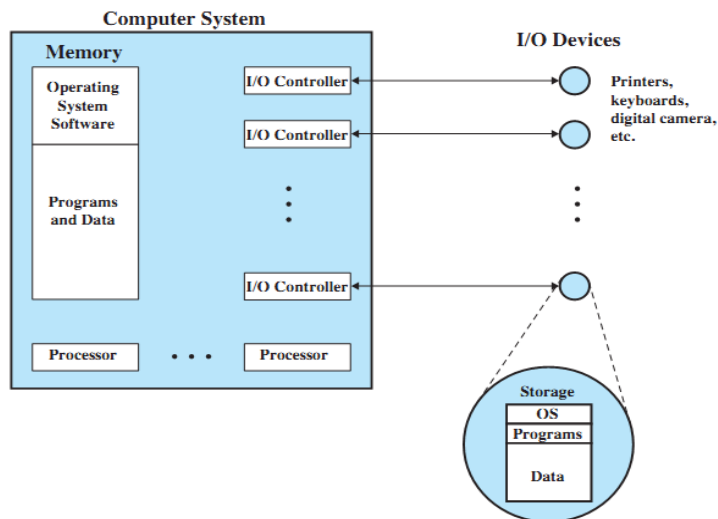 Computer System
I/O Devices
Memory
Operating
System
Software
Programs
and Data
I/O Controller
I/O Controller
I/O Controller
Processor
Processor
Printers,
keyboards,
digital camera,
etc.
Storage
OS
Programs
Data